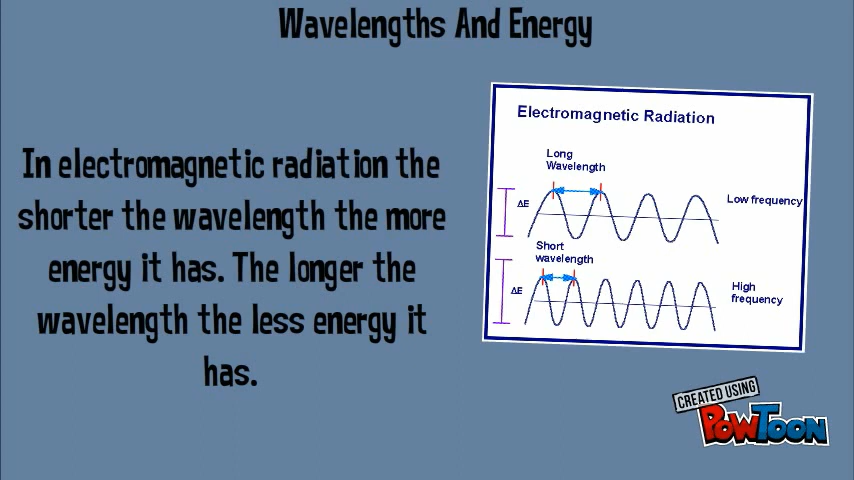 Wavelengths And Energy
In electromagnetic radiation the
shorter the wavelength the more
energy it has. The longer the
wavelength the less energy it
has.
Electromagnetic Radiation
Long
Wavelength
ΔE
Low frequency
Short
wavelength
ΔE
High
frequency
CREATED USING
POWTOON